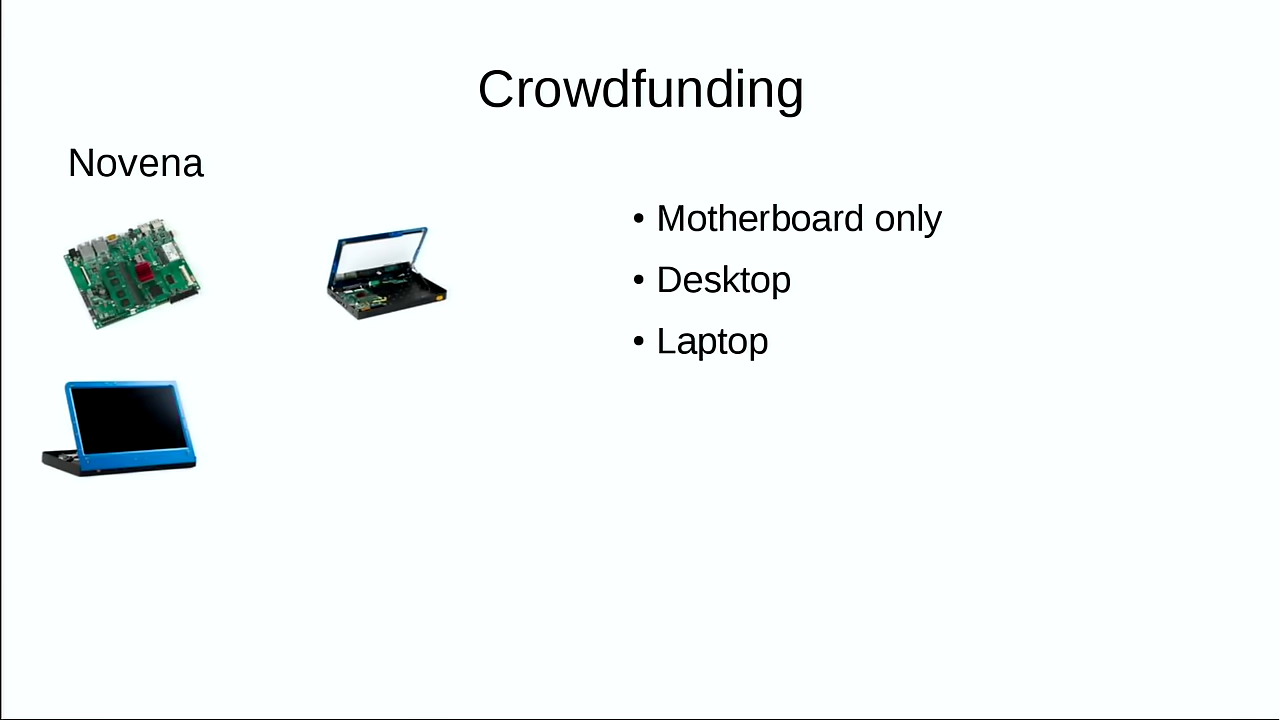 Crowdfunding
Novena
• Motherboard only
• Desktop
• Laptop